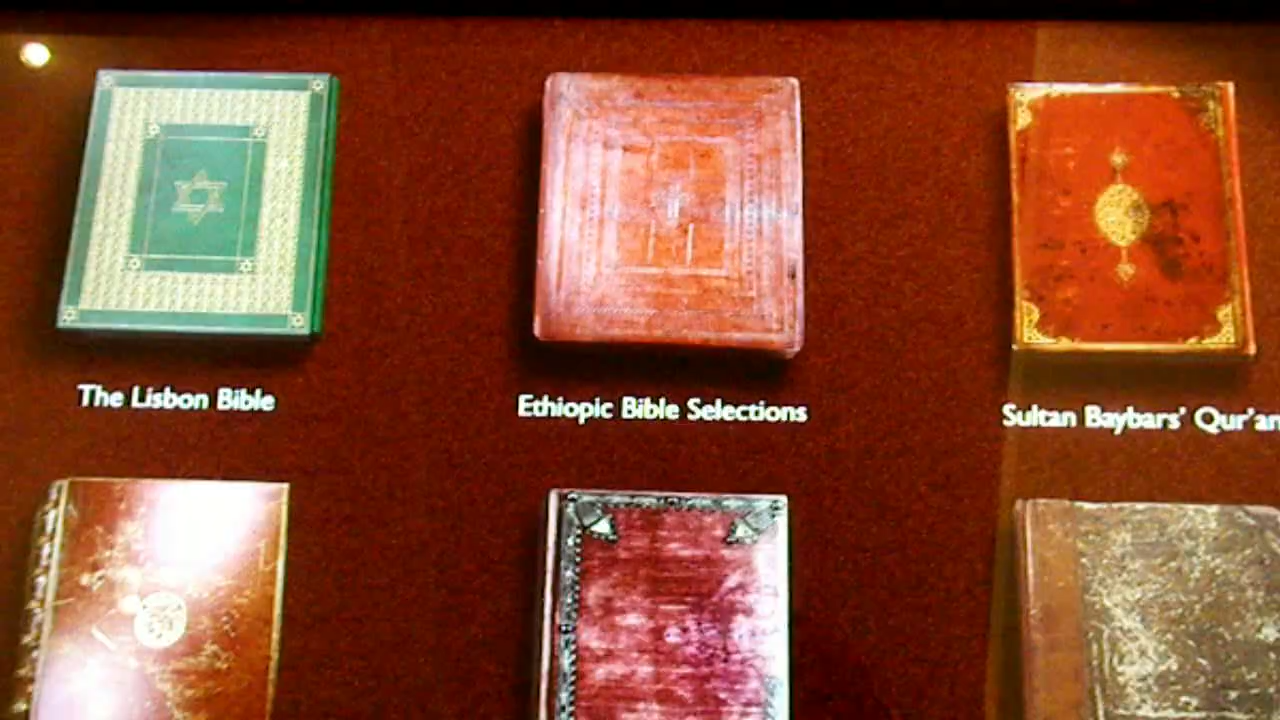 The Lisbon Bible
Ethiopic Bible Selections
Sultan Baybars' Qur'an